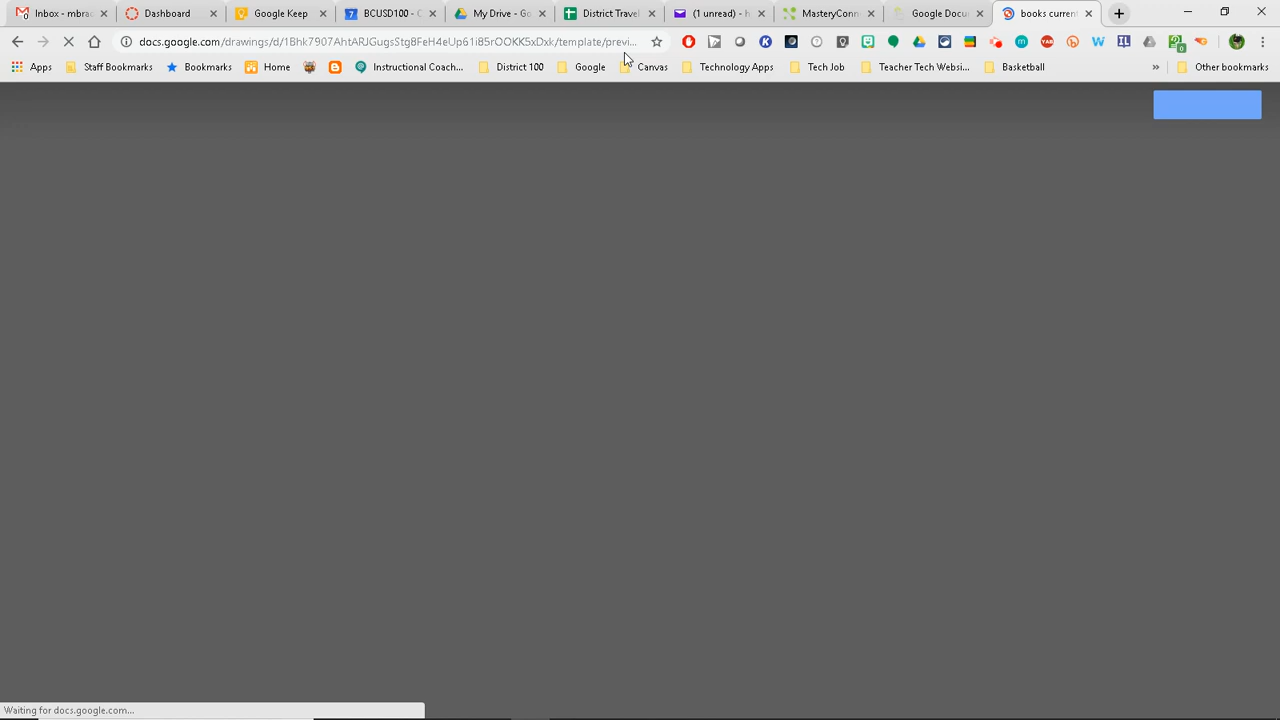 Inbox - mbra Dashboard Google Keep BCUSD100 - C My Drive - Go District Travel (1 unread) - h MasteryConn Google Docu books current
docs.google.com/drawings/d/1Bhk7907AhtARJGugsStg8FeH4eUp61i85rOOKK5xDxk/template/previ...
Apps Staff Bookmarks Bookmarks Home Instructional Coach... District 100 Google Canvas Technology Apps Tech Job Teacher Tech Websi... Basketball » Other bookmarks
Waiting for docs.google.com...